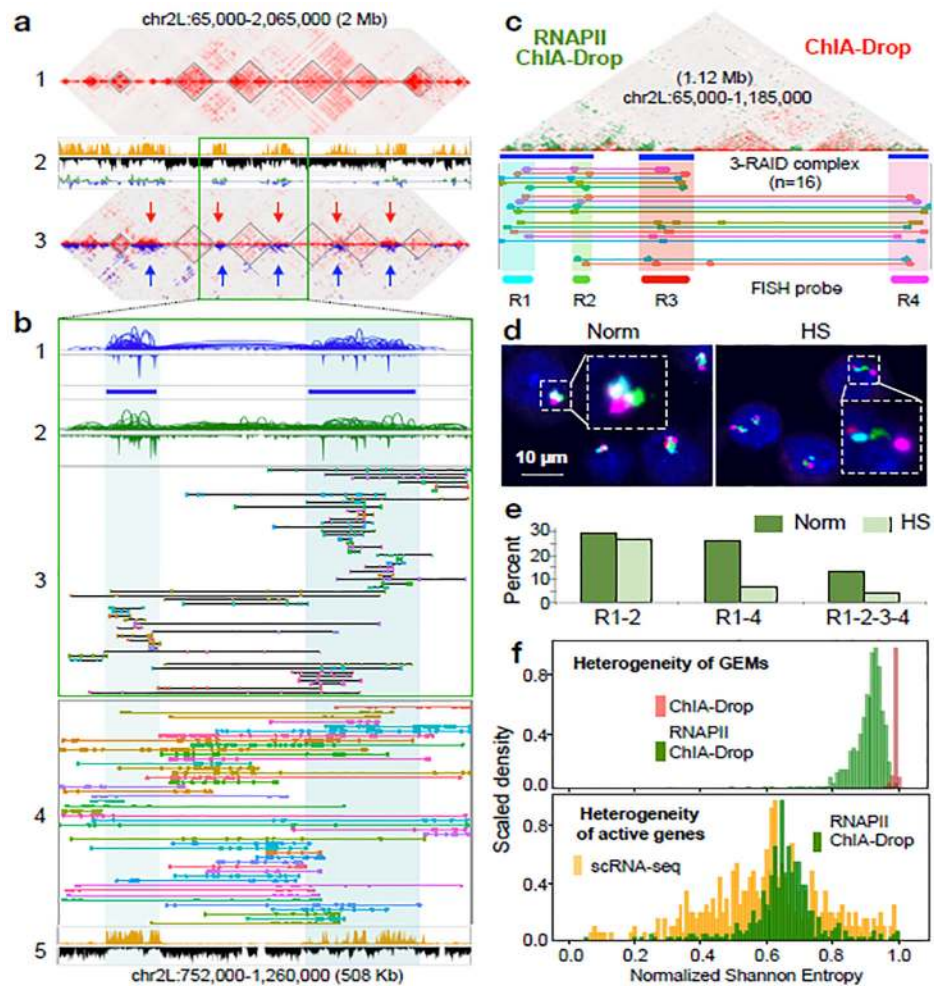 a
chr2L:65,000-2,065,000 (2 Mb)
1
2
3
b
1
2
3
4
5
chr2L:752,000-1,260,000 (508 Kb)
c
RNAPII
ChIA-Drop
ChIA-Drop
(1.12 Mb)
chr2L:65,000-1,185,000
3-RAID complex
(n=16)
R1
R2
R3
FISH probe
R4
d
Norm
HS
10 µm
e
Norm
HS
Percent
30
20
10
0
R1-2
R1-4
R1-2-3-4
f
Heterogeneity of GEMs
ChIA-Drop
RNAPII
ChIA-Drop
0.8
0.4
0.0
Scaled density
Heterogeneity
of active genes
scRNA-seq
RNAPII
ChIA-Drop
0.8
0.4
0.0
0.0
0.2
0.4
0.6
0.8
1.0
Normalized Shannon Entropy